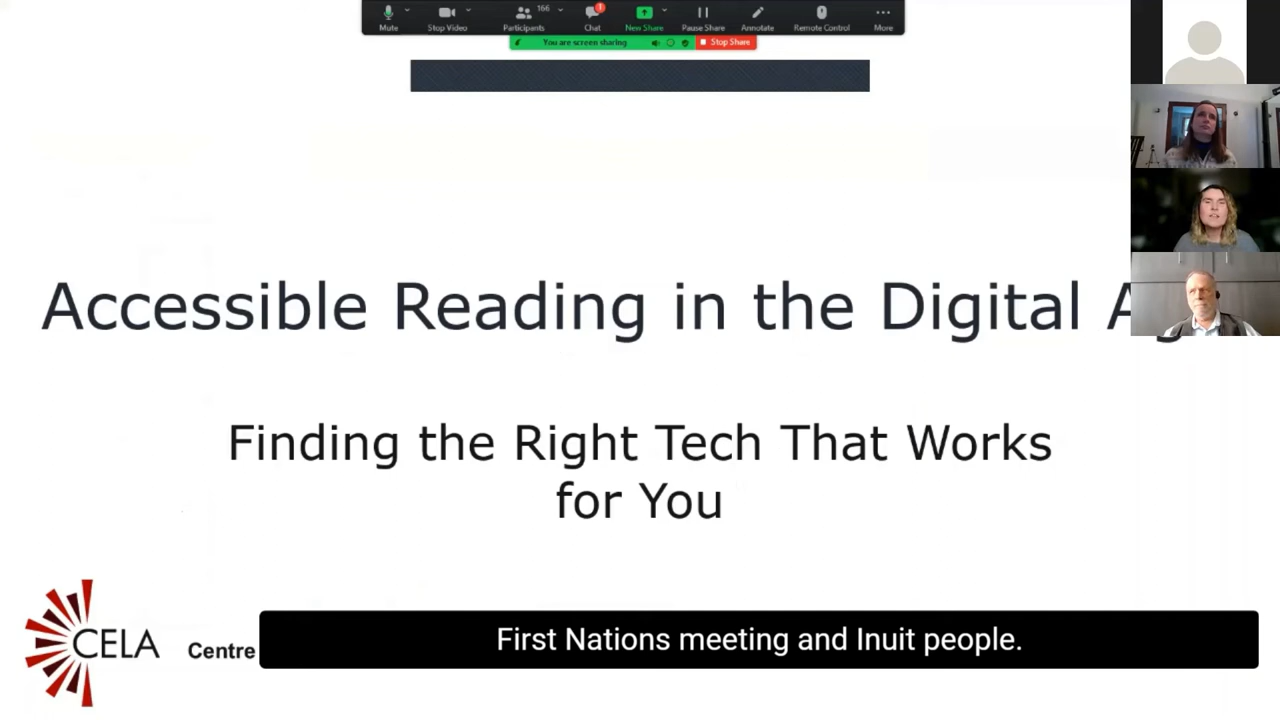 Mute
Stop Video
Participants
166
Chat
1
New Share
Pause Share
Annotate
Remote Control
More
You are screen sharing
Stop Share
Accessible Reading in the Digital
Finding the Right Tech That Works
for You
CELA
Centre
First Nations meeting and Inuit people.